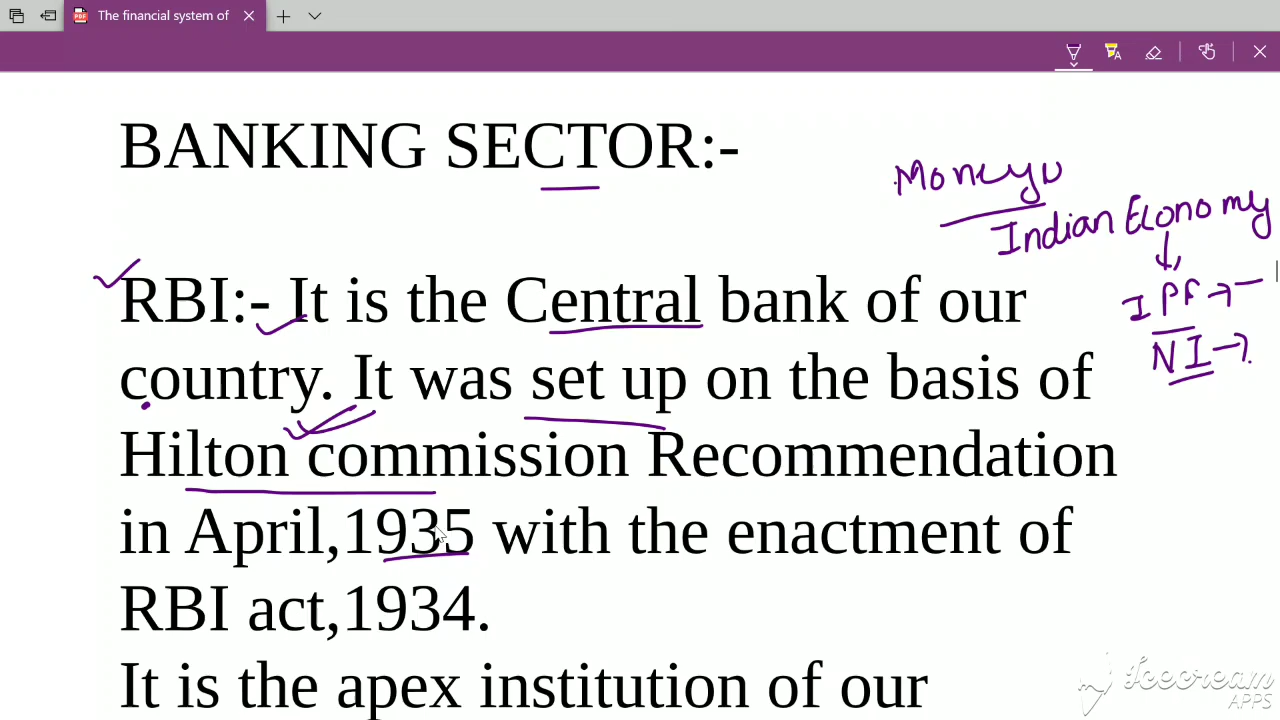 The financial system of
BANKING SECTOR:-
Indian Economy
IPF
NI
RBI:- It is the Central bank of our
country. It was set up on the basis of
Hilton commission Recommendation
in April,1935 with the enactment of
RBI act,1934.
It is the apex institution of our
Icecream
APPS